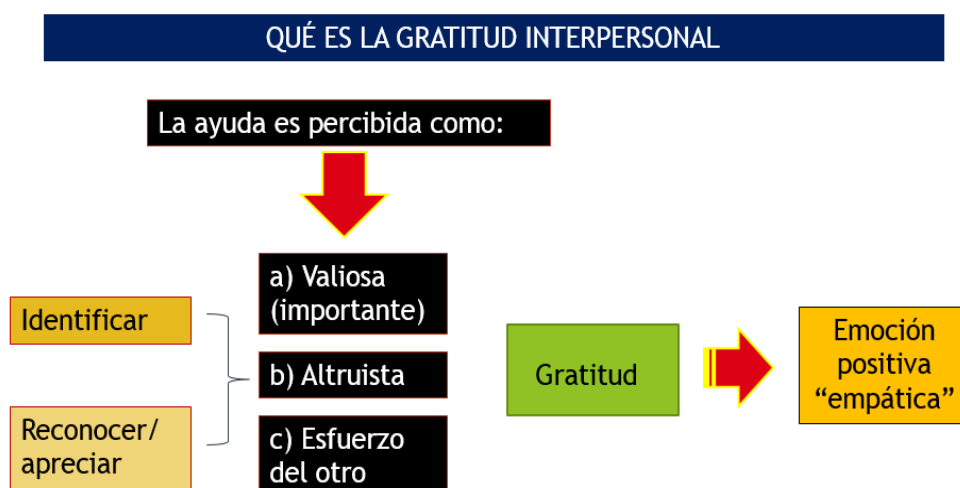 QUÉ ES LA GRATITUD INTERPERSONAL
La ayuda es percibida como:
a) Valiosa
(importante)
Identificar
b) Altruista
Reconocer/
apreciar
c) Esfuerzo
del otro
Gratitud
Emoción
positiva
“empática”